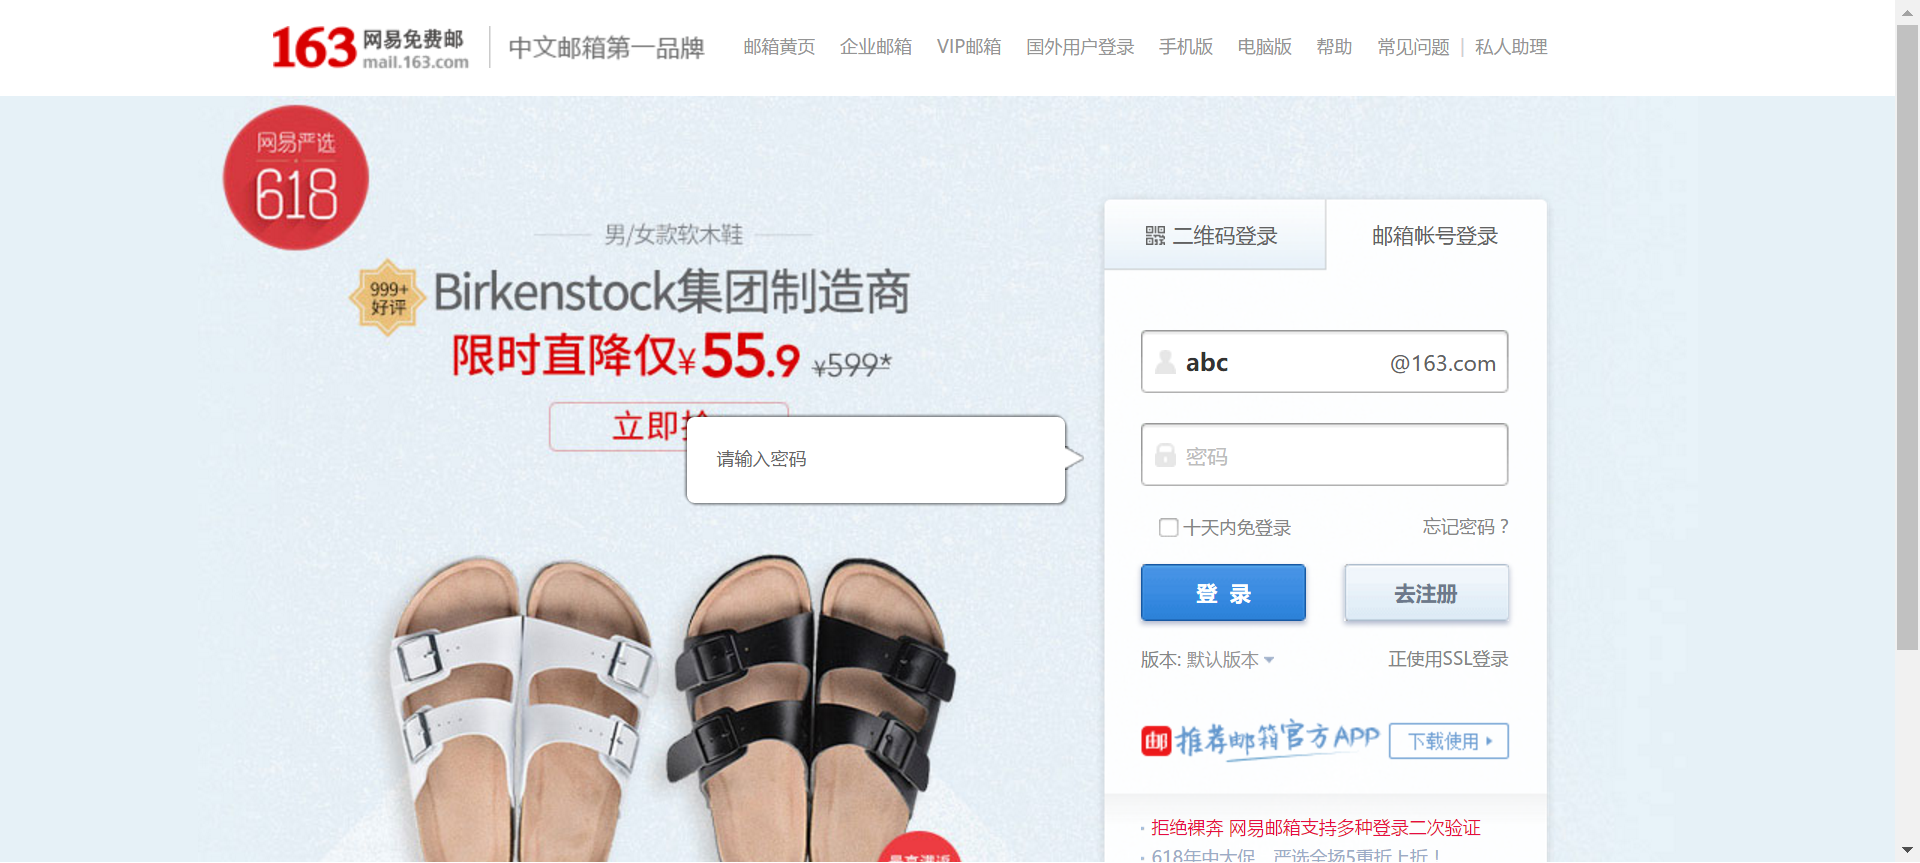 163 网易免费邮
mail.163.com
中文邮箱第一品牌
邮箱黄页 企业邮箱 VIP邮箱 国外用户登录 手机版 电脑版 帮助 常见问题 | 私人助理
网易严选
618
男/女款软木鞋
999+
好评
Birkenstock集团制造商
限时直降仅¥55.9 ¥599*
立即
请输入密码
二维码登录
邮箱帐号登录
abc @163.com
密码
十天内免登录 忘记密码?
登 录 去注册
版本: 默认版本 正使用SSL登录
邮 推荐邮箱官方APP 下载使用
· 拒绝裸奔 网易邮箱支持多种登录二次验证
· 618年中大促，严选全场5重折上折！